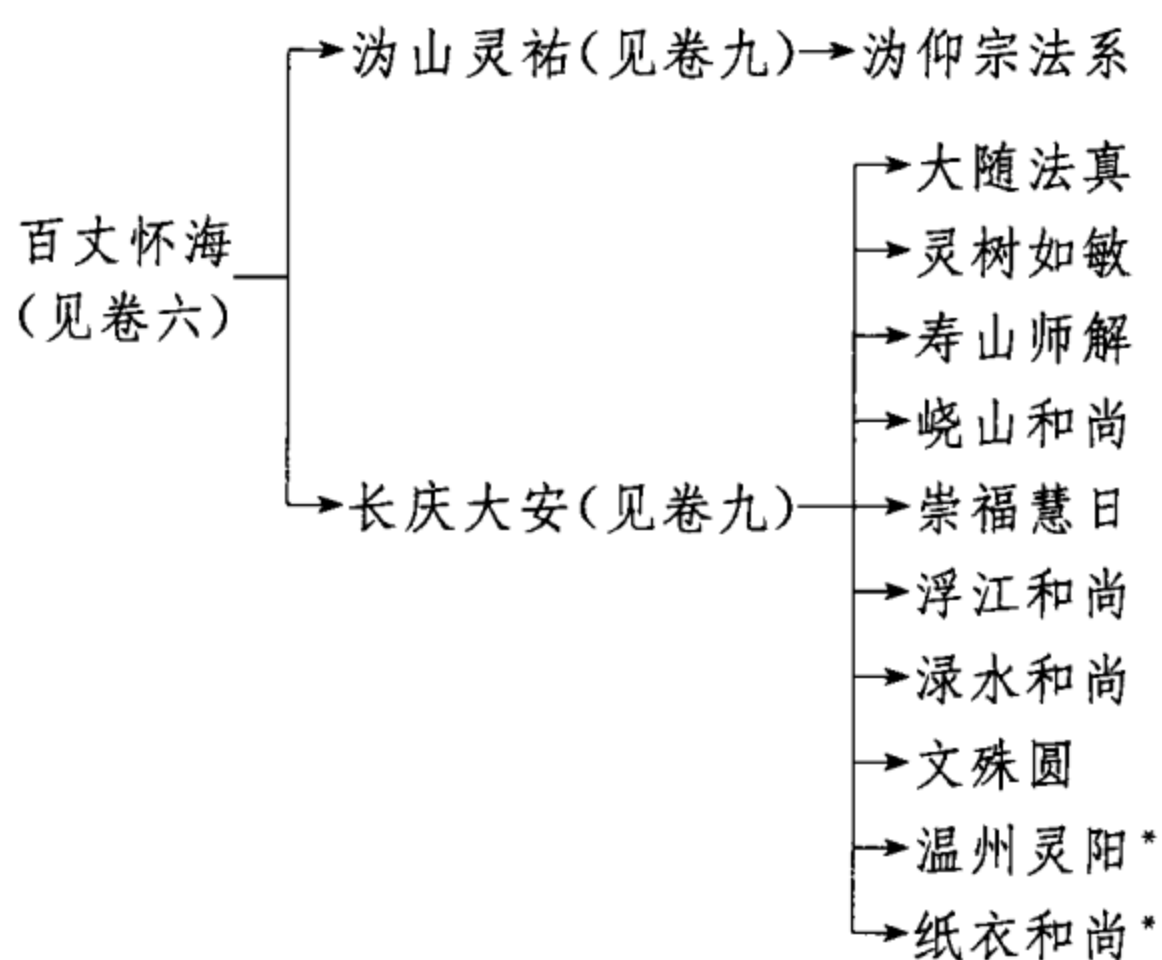 沩山灵祐(见卷九)→沩仰宗法系
大随法真
灵树如敏
百丈怀海
(见卷六)
寿山师解
峣山和尚
长庆大安(见卷九)
崇福慧日
浮江和尚
渌水和尚
文殊圆
温州灵阳*
纸衣和尚*